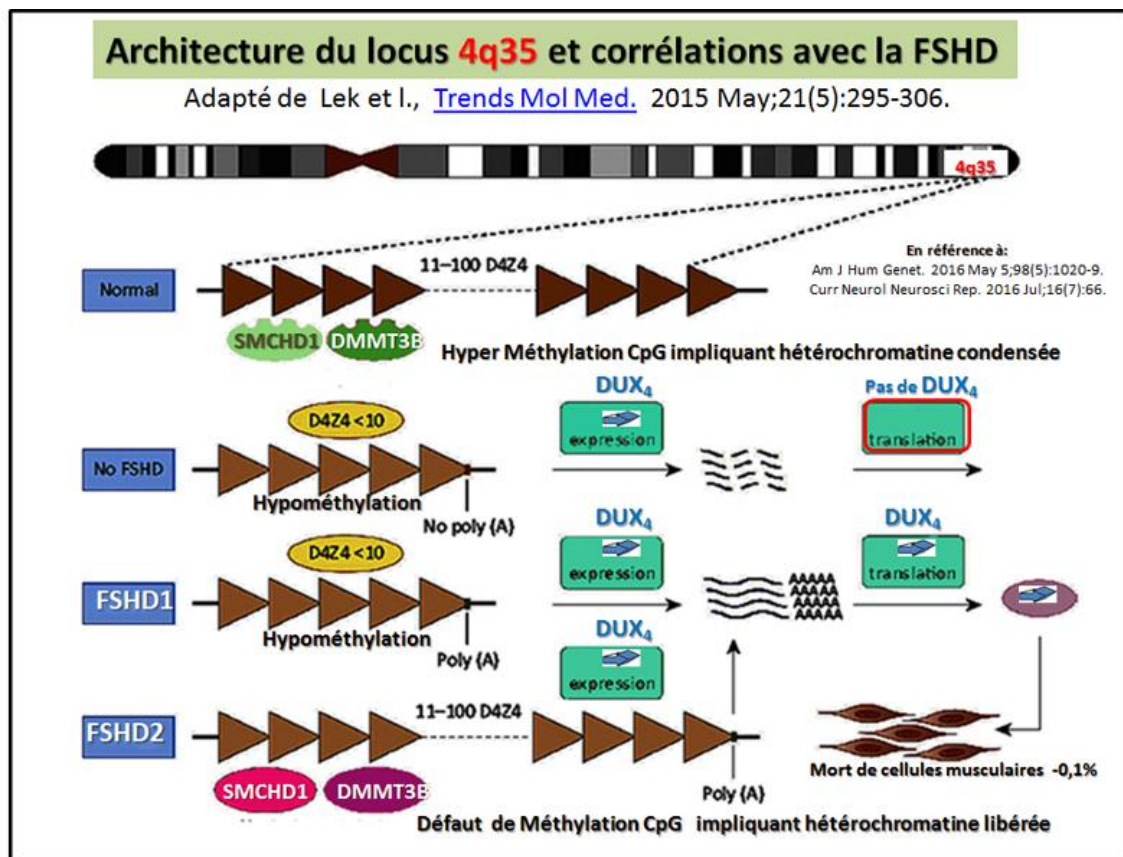 Architecture du locus 4q35 et corrélations avec la FSHD
Adapté de Lek et l., Trends Mol Med. 2015 May;21(5):295-306.
4q35
En référence à:
Am J Hum Genet. 2016 May 5;98(5):1020-9.
Curr Neurol Neurosci Rep. 2016 Jul;16(7):66.
Normal
11–100 D4Z4
SMCHD1
DMMT3B
Hyper Méthylation CpG impliquant hétérochromatine condensée
No FSHD
D4Z4 <10
Hypométhylation
No poly (A)
DUX4
expression
Pas de DUX4
translation
FSHD1
D4Z4 <10
Hypométhylation
Poly (A)
DUX4
expression
AAAAA
AAAAA
AAAAA
AAAAA
DUX4
translation
FSHD2
11–100 D4Z4
SMCHD1
DMMT3B
DUX4
expression
Poly (A)
Mort de cellules musculaires -0,1%
Défaut de Méthylation CpG impliquant hétérochromatine libérée